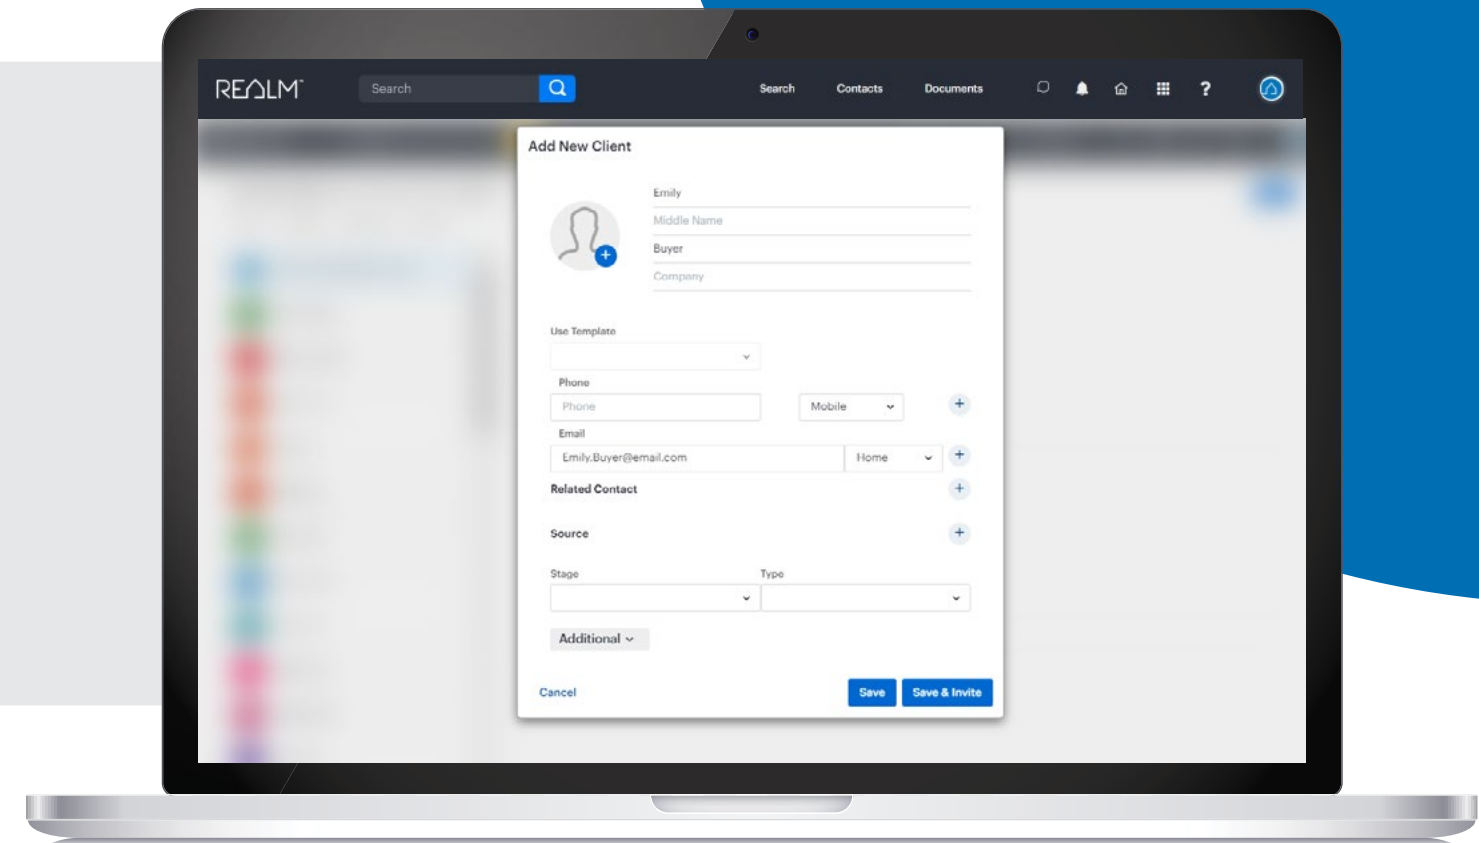 REALM™
Search
Search Contacts Documents ?
Add New Client
Emily
Middle Name
Buyer
Company
Use Template
Phone
Phone Mobile
Email
Emily.Buyer@email.com Home
Related Contact
Source
Stage Type
Additional
Cancel Save Save & Invite